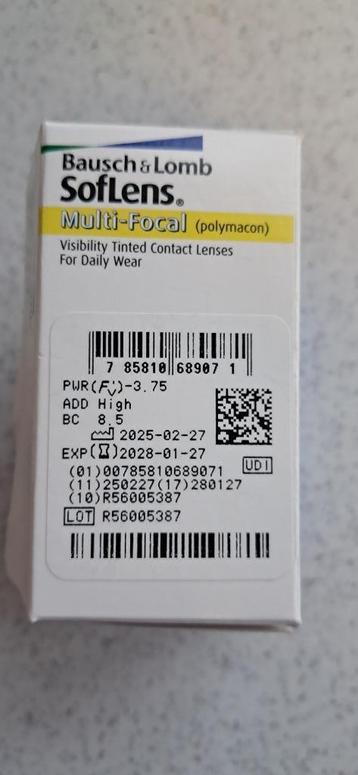 Bausch & Lomb
SofLens®
Multi-Focal (polymacon)
Visibility Tinted Contact Lenses
For Daily Wear
7 85810 68907 1
PWR(Fv)-3.75
ADD High
BC 8.5
2025-02-27
EXP 2028-01-27
UDI
(01)00785810689071
(11)250227(17)280127
(10)R56005387
LOT R56005387